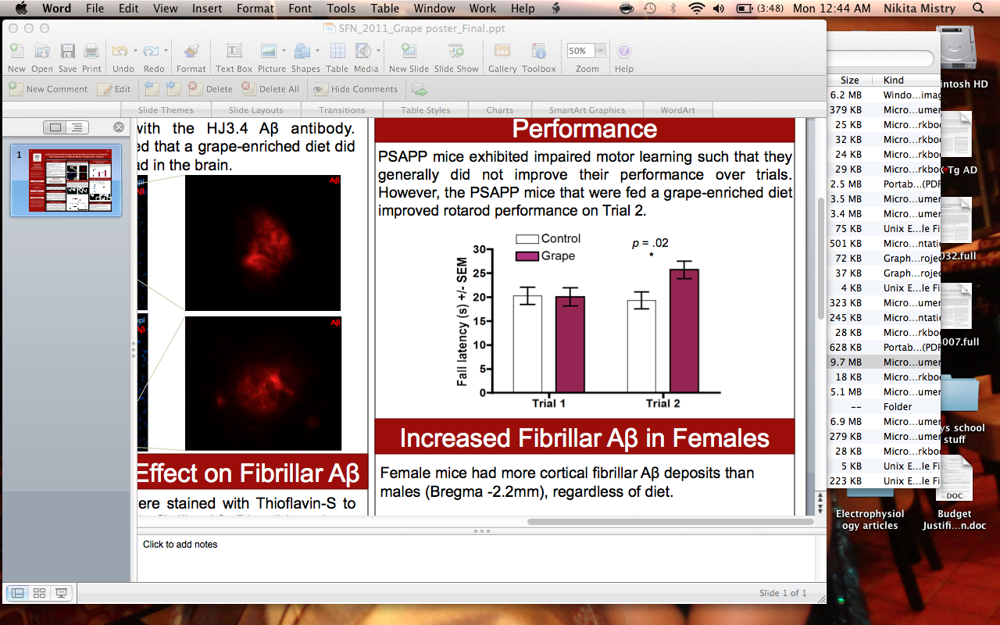 Word File Edit View Insert Format Font Tools Table Window Work Help (3:48) Mon 12:44 AM Nikita Mistry
SFN_2011_Grape poster_Final.ppt
New Open Save Print Undo Redo Format Text Box Picture Shapes Table Media New Slide Slide Show Gallery Toolbox 50% Zoom Help
New Comment Edit Delete Delete All Hide Comments
Slide Themes Slide Layouts Transitions Table Styles Charts SmartArt Graphics WordArt
1
with the HJ3.4 Aβ antibody.
ed that a grape-enriched diet did
ad in the brain.
Aβ
Aβ
Effect on Fibrillar Aβ
ere stained with Thioflavin-S to
Performance
PSAPP mice exhibited impaired motor learning such that they
generally did not improve their performance over trials.
However, the PSAPP mice that were fed a grape-enriched diet
improved rotarod performance on Trial 2.
Control
Grape
p = .02
*
Fall latency (s) +/- SEM
30
25
20
15
10
5
0
Trial 1 Trial 2
Increased Fibrillar Aβ in Females
Female mice had more cortical fibrillar Aβ deposits than
males (Bregma -2.2mm), regardless of diet.
Click to add notes
Slide 1 of 1
Size Kind
6.2 MB Windo...imag
379 KB Micro...umer
25 KB Micro...rkboo
32 KB Micro...rkboo
24 KB Micro...rkboo
29 KB Micro...rkboo
2.5 MB Portab...(PDF
3.5 MB Micro...umer
3.4 MB Micro...umer
75 KB Unix E...le Fi
501 KB Micro...ntatio
72 KB Graph...rojec
37 KB Graph...rojec
4 KB Unix E...le Fi
323 KB Micro...umer
245 KB Micro...ntatio
28 KB Micro...rkboo
628 KB Portab...(PDF
9.7 MB Micro...umer
18 KB Micro...rkboo
5.1 MB Micro...umer
-- Folder
6.9 MB Micro...umer
279 KB Micro...umer
28 KB Micro...rkboo
5 KB Unix E...le Fi
223 KB Unix E...le Fi
intosh HD
Tg AD
032.full
007.full
ys school
stuff
DOC
Electrophysiol
ogy articles
Budget
Justifi...n.doc